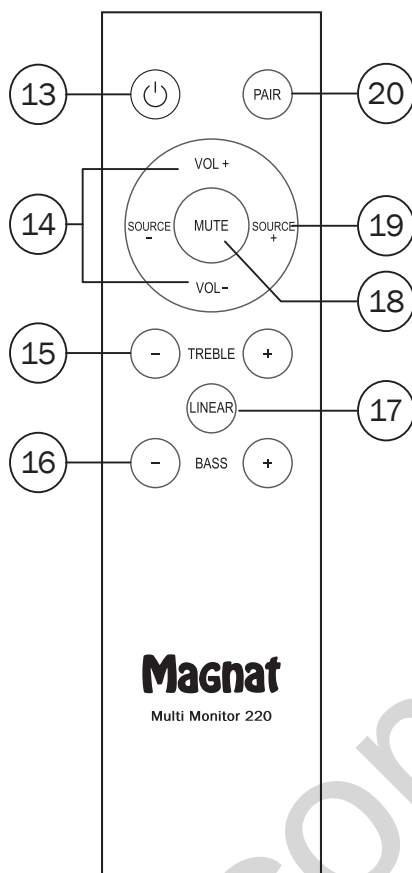 13
PAIR
20
VOL +
14
SOURCE
–
MUTE
SOURCE
+
19
VOL–
18
15
–
TREBLE
+
LINEAR
17
16
–
BASS
+
Magnat
Multi Monitor 220